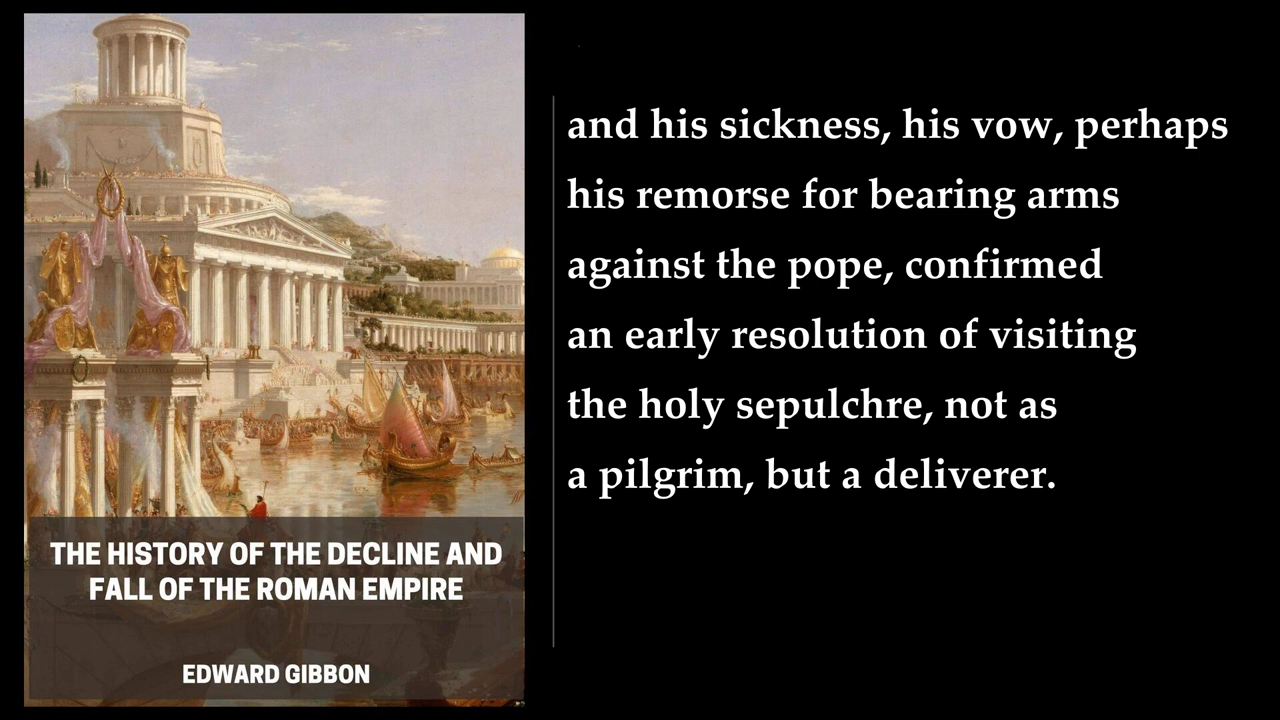 THE HISTORY OF THE DECLINE AND
FALL OF THE ROMAN EMPIRE
EDWARD GIBBON
and his sickness, his vow, perhaps
his remorse for bearing arms
against the pope, confirmed
an early resolution of visiting
the holy sepulchre, not as
a pilgrim, but a deliverer.